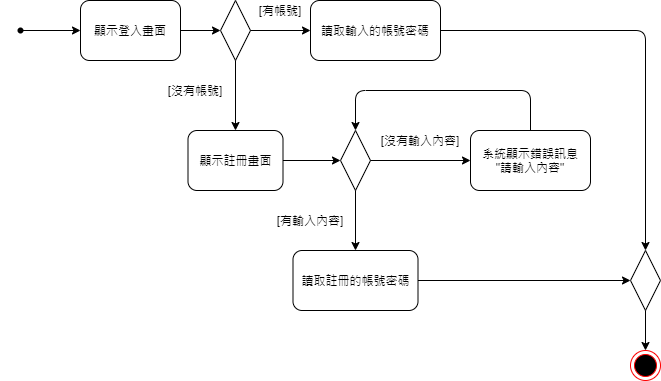 顯示登入畫面
[有帳號]
讀取輸入的帳號密碼
[沒有帳號]
顯示註冊畫面
[沒有輸入內容]
系統顯示錯誤訊息
"請輸入內容"
[有輸入內容]
讀取註冊的帳號密碼